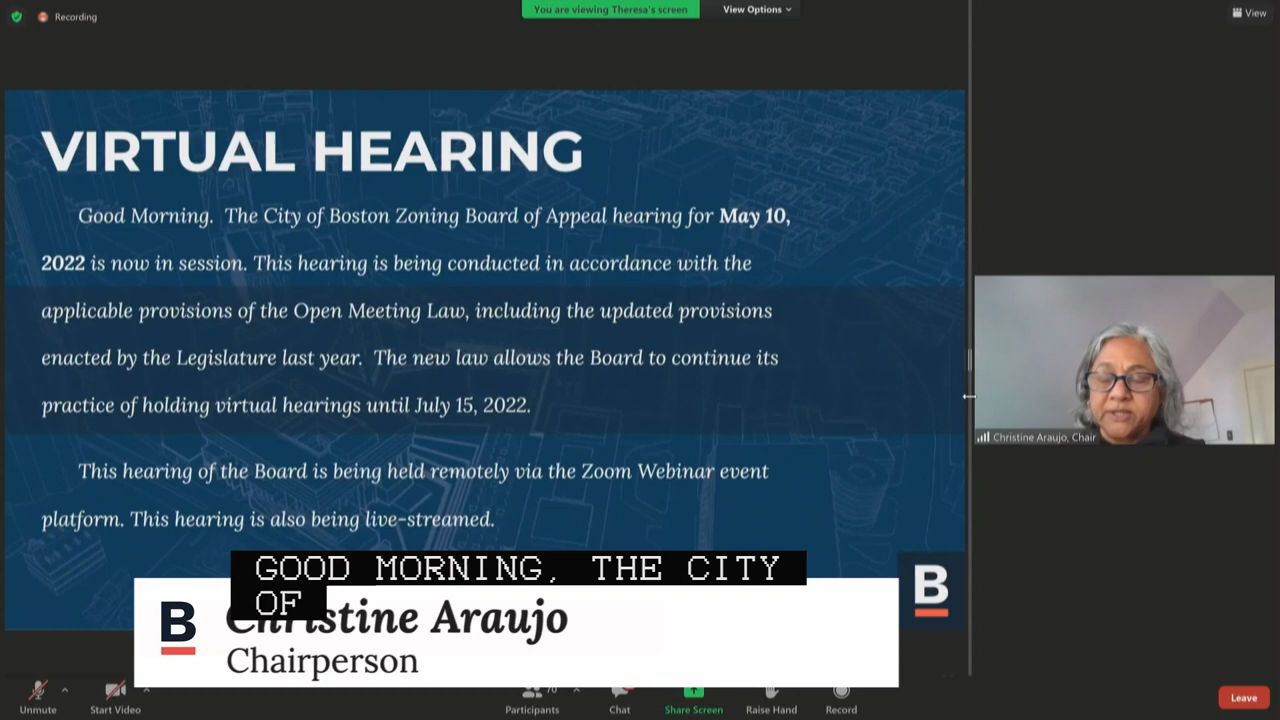 Recording
You are viewing Theresa's screen
View Options
View
VIRTUAL HEARING
Good Morning. The City of Boston Zoning Board of Appeal hearing for May 10,
2022 is now in session. This hearing is being conducted in accordance with the
applicable provisions of the Open Meeting Law, including the updated provisions
enacted by the Legislature last year. The new law allows the Board to continue its
practice of holding virtual hearings until July 15, 2022.
This hearing of the Board is being held remotely via the Zoom Webinar event
platform. This hearing is also being live-streamed.
Christine Araujo, Chair
GOOD MORNING, THE CITY
OF
B
B
Christine Araujo
Chairperson
70
Unmute
Start Video
Participants
Chat
Share Screen
Raise Hand
Record
Leave